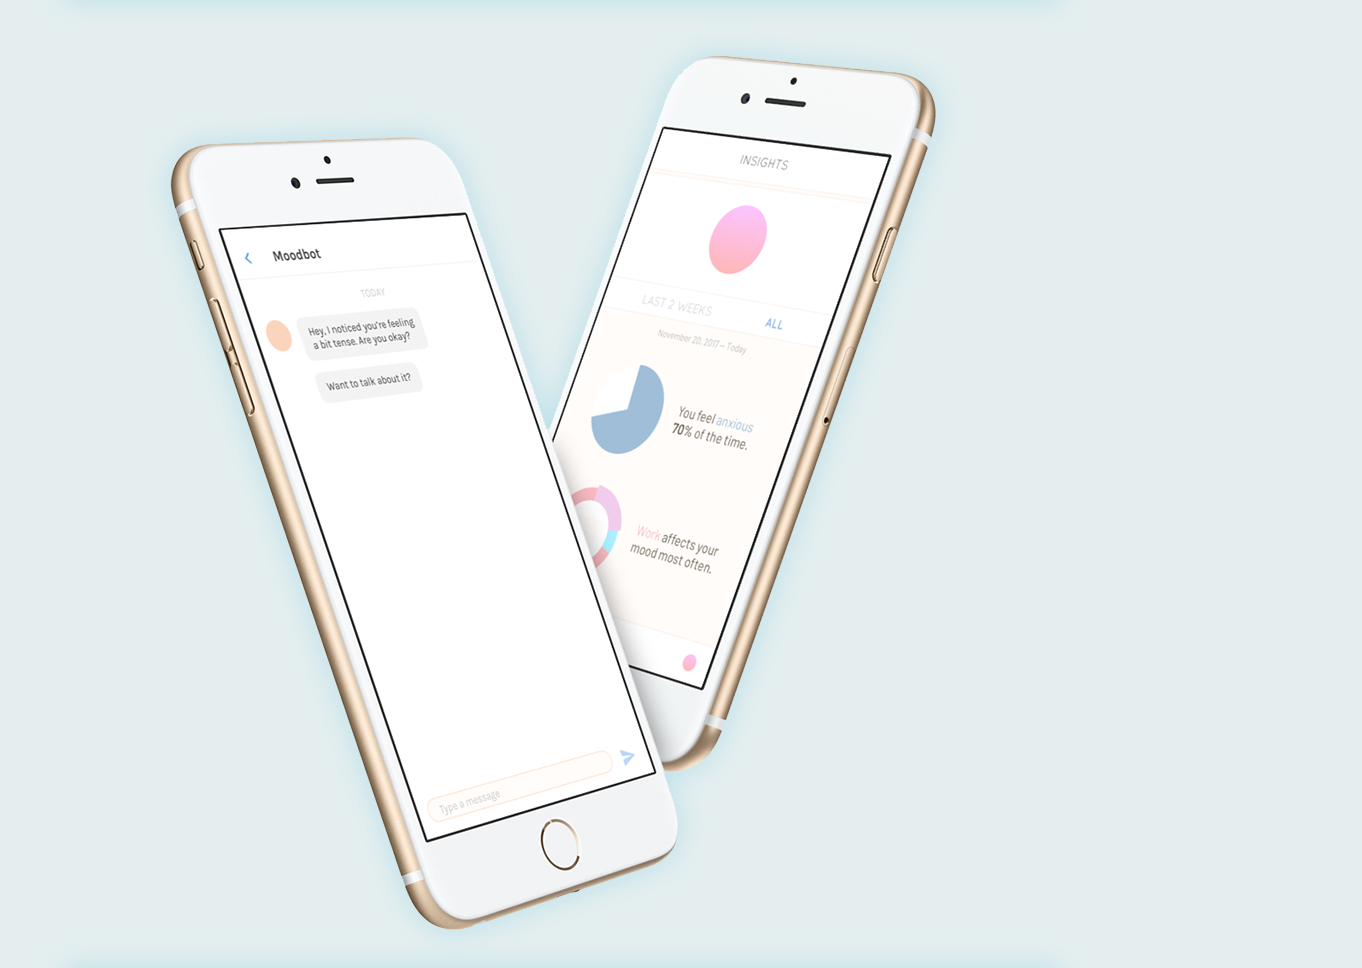 Moodbot
TODAY
Hey, I noticed you're feeling
a bit tense. Are you okay?
Want to talk about it?
Type a message
INSIGHTS
LAST 2 WEEKS
ALL
November 20, 2017 – Today
You feel anxious
70% of the time.
Work affects your
mood most often.